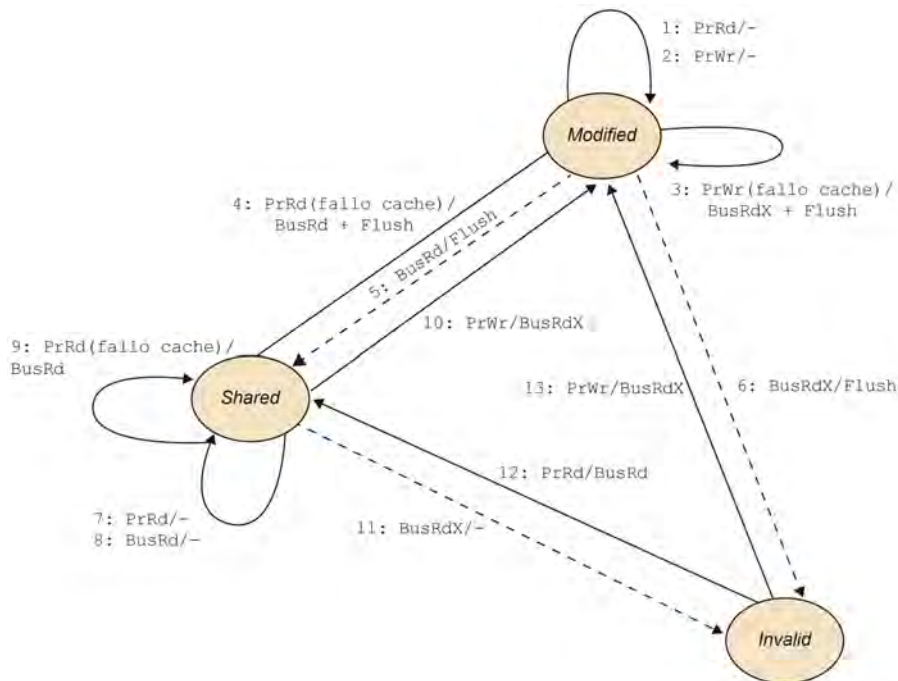 1: PrRd/-
2: PrWr/-
Modified
3: PrWr(fallo cache)/
BusRdX + Flush
4: PrRd(fallo cache)/
BusRd + Flush
5: BusRd/Flush
10: PrWr/BusRdX
9: PrRd(fallo cache)/
BusRd
Shared
13: PrWr/BusRdX
6: BusRdX/Flush
12: PrRd/BusRd
7: PrRd/-
8: BusRd/-
11: BusRdX/-
Invalid